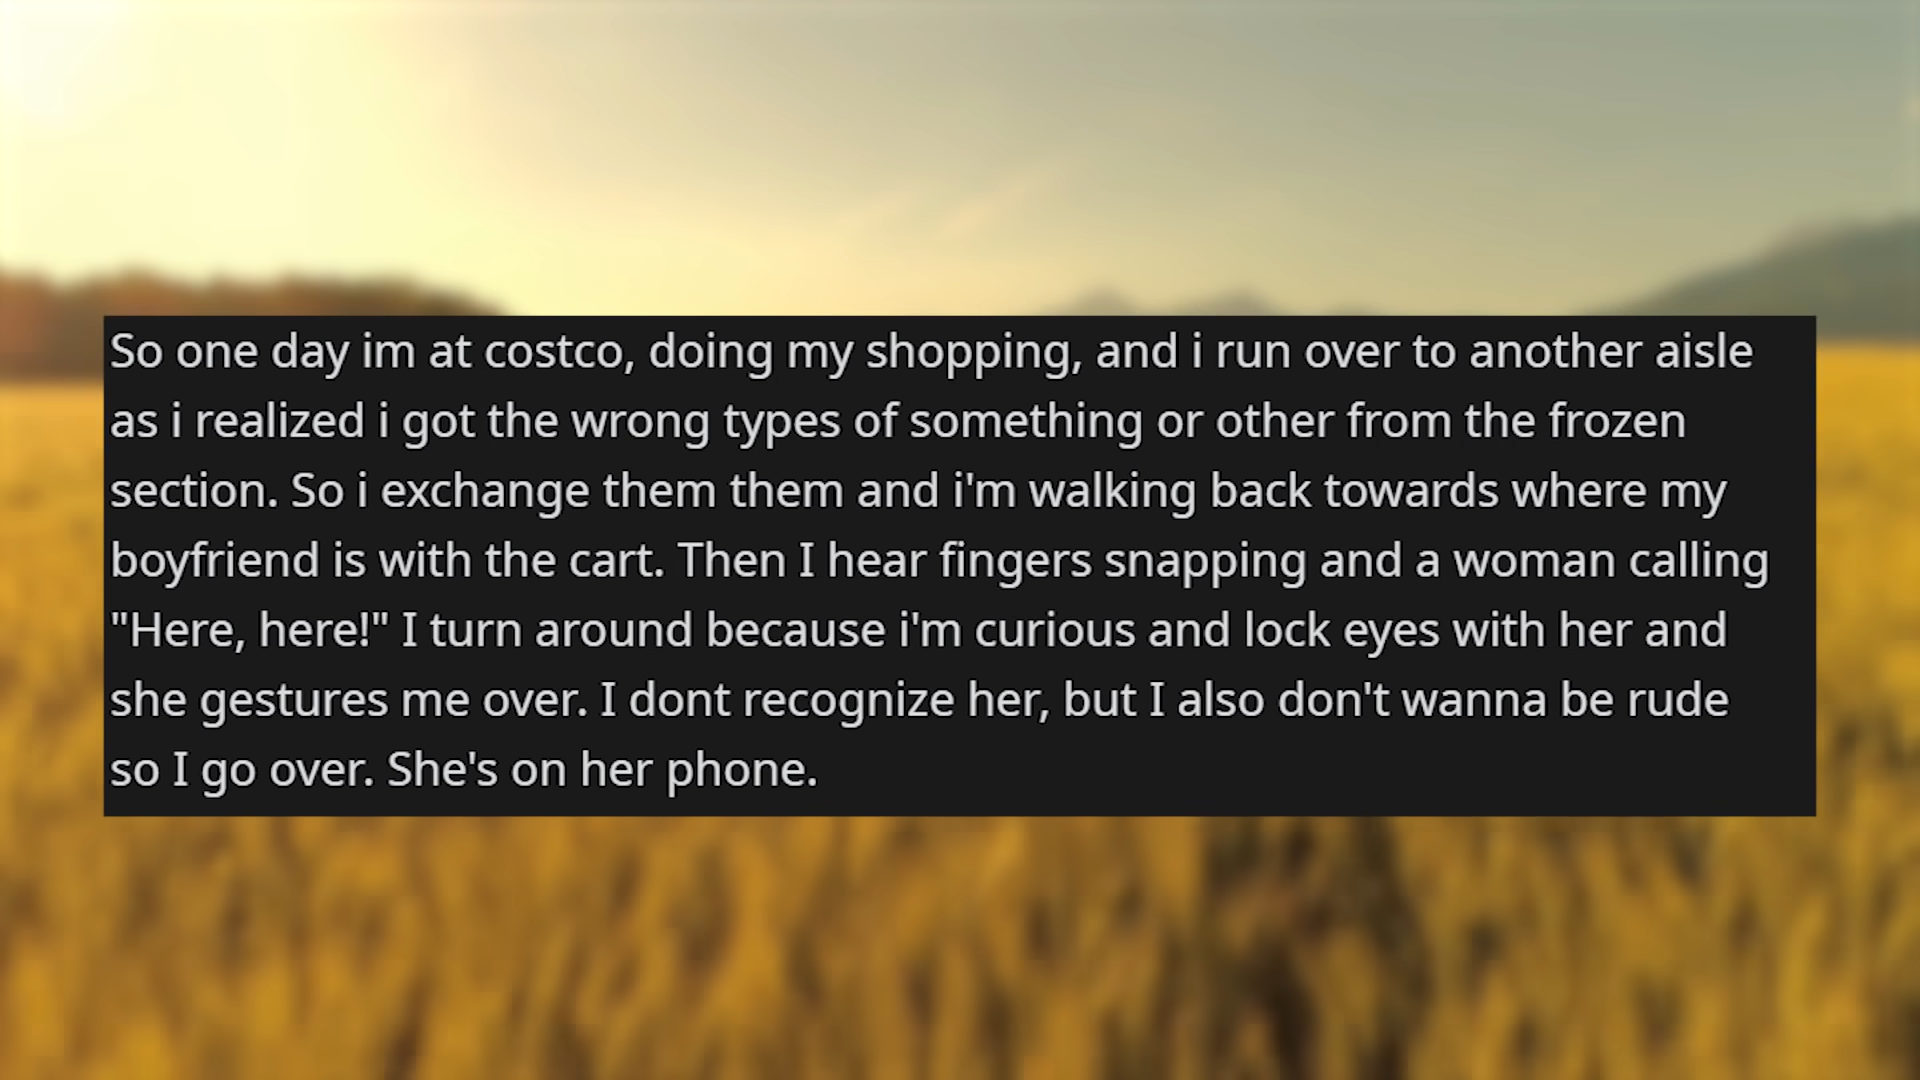 So one day im at costco, doing my shopping, and i run over to another aisle
as i realized i got the wrong types of something or other from the frozen
section. So i exchange them them and i'm walking back towards where my
boyfriend is with the cart. Then I hear fingers snapping and a woman calling
"Here, here!" I turn around because i'm curious and lock eyes with her and
she gestures me over. I dont recognize her, but I also don't wanna be rude
so I go over. She's on her phone.